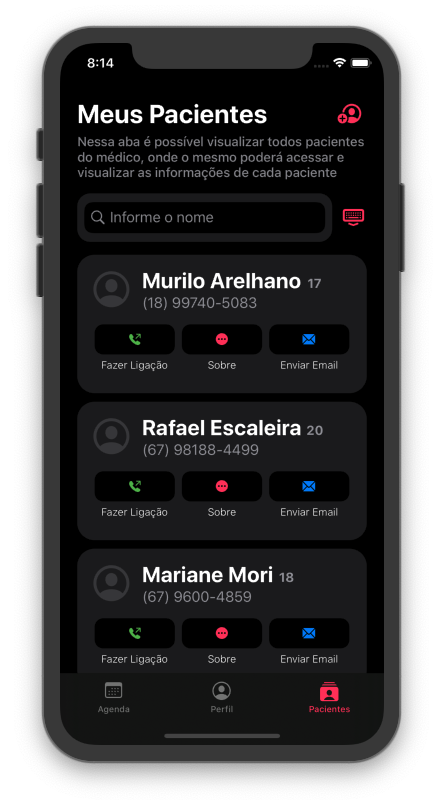 8:14
Meus Pacientes
Nessa aba é possível visualizar todos pacientes
do médico, onde o mesmo poderá acessar e
visualizar as informações de cada paciente
Informe o nome
Murilo Arelhano 17
(18) 99740-5083
Fazer Ligação Sobre Enviar Email
Rafael Escaleira 20
(67) 98188-4499
Fazer Ligação Sobre Enviar Email
Mariane Mori 18
(67) 9600-4859
Fazer Ligação Sobre Enviar Email
Agenda Perfil Pacientes